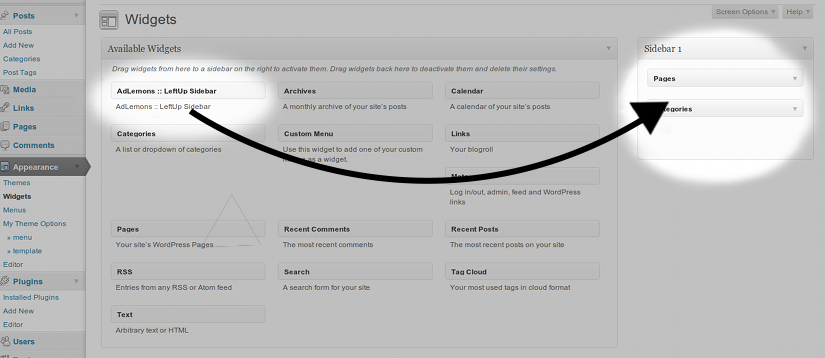 Posts
All Posts
Add New
Categories
Post Tags
Media
Links
Pages
Comments
Appearance
Themes
Widgets
Menus
My Theme Options
» menu
» template
Editor
Plugins
Installed Plugins
Add New
Editor
Users
Widgets
Screen Options
Help
Available Widgets
Drag widgets from here to a sidebar on the right to activate them. Drag widgets back here to deactivate them and delete their settings.
AdLemons :: LeftUp Sidebar
AdLemons :: LeftUp Sidebar
Archives
A monthly archive of your site's posts
Calendar
A calendar of your site's posts
Categories
A list or dropdown of categories
Custom Menu
Use this widget to add one of your custom
as a widget.
Links
Your blogroll
Log in/out, admin, feed and WordPress
links
Pages
Your site's WordPress Pages
Recent Comments
The most recent comments
Recent Posts
The most recent posts on your site
RSS
Entries from any RSS or Atom feed
Search
A search form for your site
Tag Cloud
Your most used tags in cloud format
Text
Arbitrary text or HTML
Sidebar 1
Pages